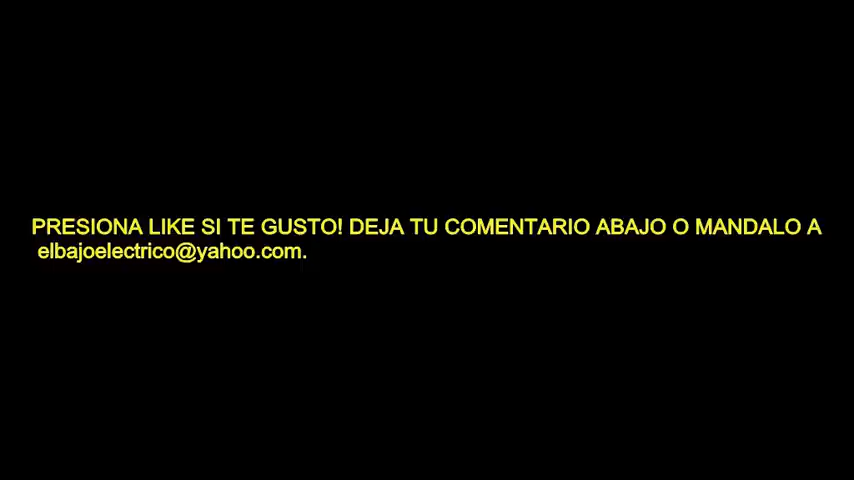 PRESIONA LIKE SI TE GUSTO! DEJA TU COMENTARIO ABAJO O MANDALO A
elbajoelectrico@yahoo.com.